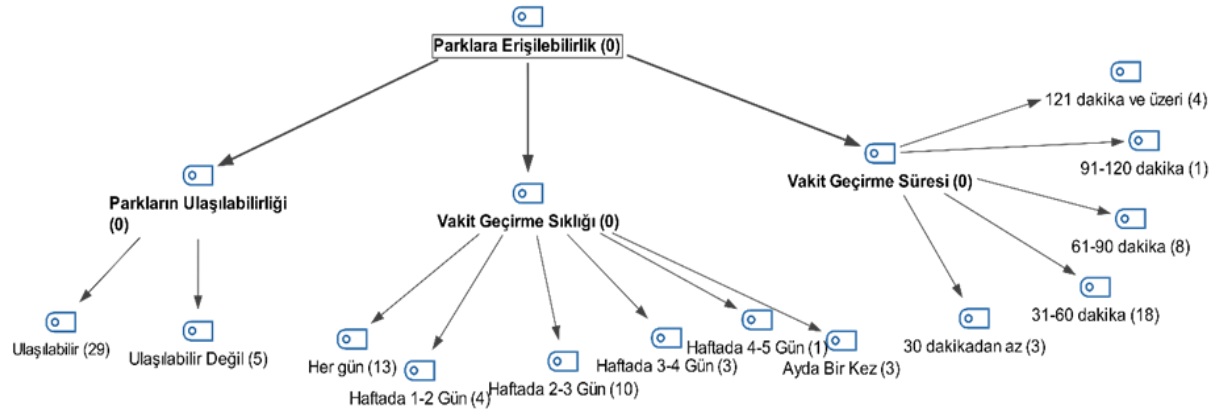 Parklara Erişilebilirlik (0)
121 dakika ve üzeri (4)
91-120 dakika (1)
Vakit Geçirme Süresi (0)
Parkların Ulaşılabilirliği
(0)
Vakit Geçirme Sıklığı (0)
61-90 dakika (8)
31-60 dakika (18)
30 dakikadan az (3)
Ulaşılabilir (29)
Ulaşılabilir Değil (5)
Her gün (13)
Haftada 1-2 Gün (4)
Haftada 2-3 Gün (10)
Haftada 3-4 Gün (3)
Haftada 4-5 Gün (1)
Ayda Bir Kez (3)